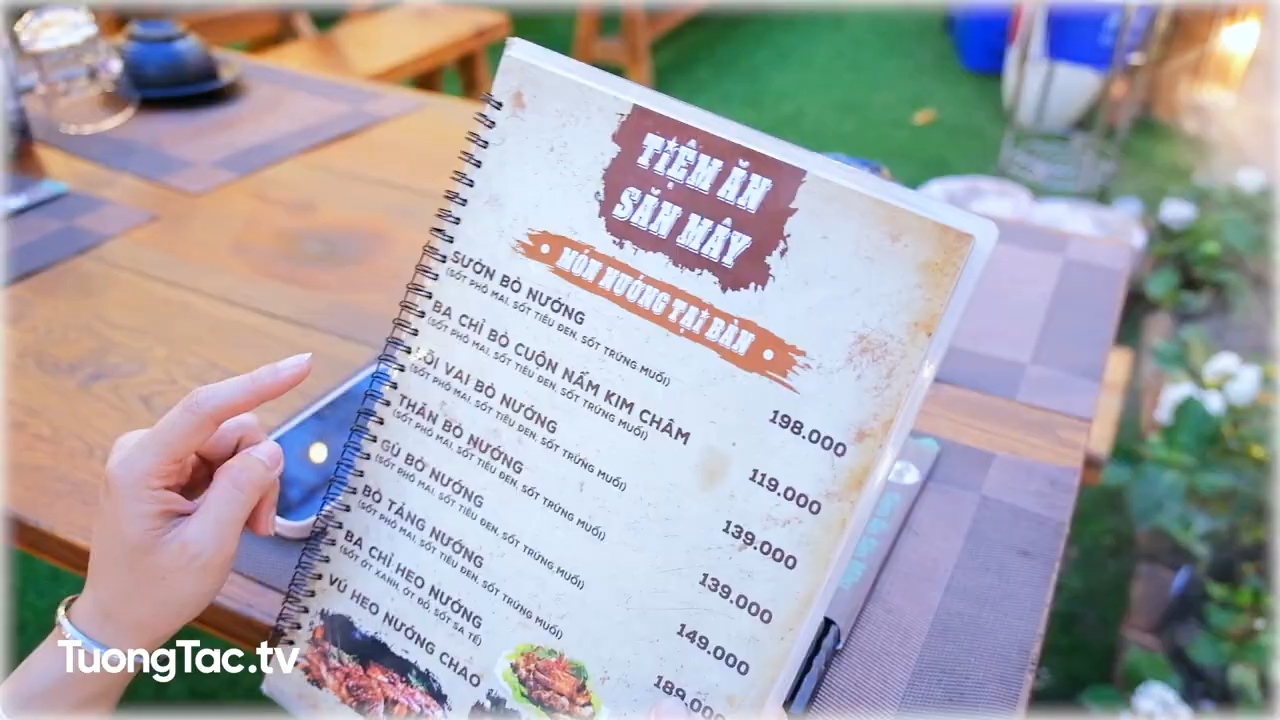 TIỆM ĂN
SĂN MÂY
MÓN NƯỚNG TẠI BÀN
SƯỜN BÒ NƯỚNG
(SỐT PHÔ MAI, SỐT TIÊU ĐEN, SỐT TRỨNG MUỐI)
198.000
BA CHỈ BÒ CUỘN NẤM KIM CHÂM
(SỐT PHÔ MAI, SỐT TIÊU ĐEN, SỐT TRỨNG MUỐI)
119.000
LÕI VAI BÒ NƯỚNG
(SỐT PHÔ MAI, SỐT TIÊU ĐEN, SỐT TRỨNG MUỐI)
139.000
THĂN BÒ NƯỚNG
(SỐT PHÔ MAI, SỐT TIÊU ĐEN, SỐT TRỨNG MUỐI)
139.000
GÙ BÒ NƯỚNG
(SỐT PHÔ MAI, SỐT TIÊU ĐEN, SỐT TRỨNG MUỐI)
149.000
BÒ TẢNG NƯỚNG
(SỐT PHÔ MAI, SỐT TIÊU ĐEN, SỐT TRỨNG MUỐI)
189.000
BA CHỈ HEO NƯỚNG
(SỐT ỚT XANH, ỚT ĐỎ, SỐT SA TẾ)
VÚ HEO NƯỚNG CHAO
TuongTac.tv